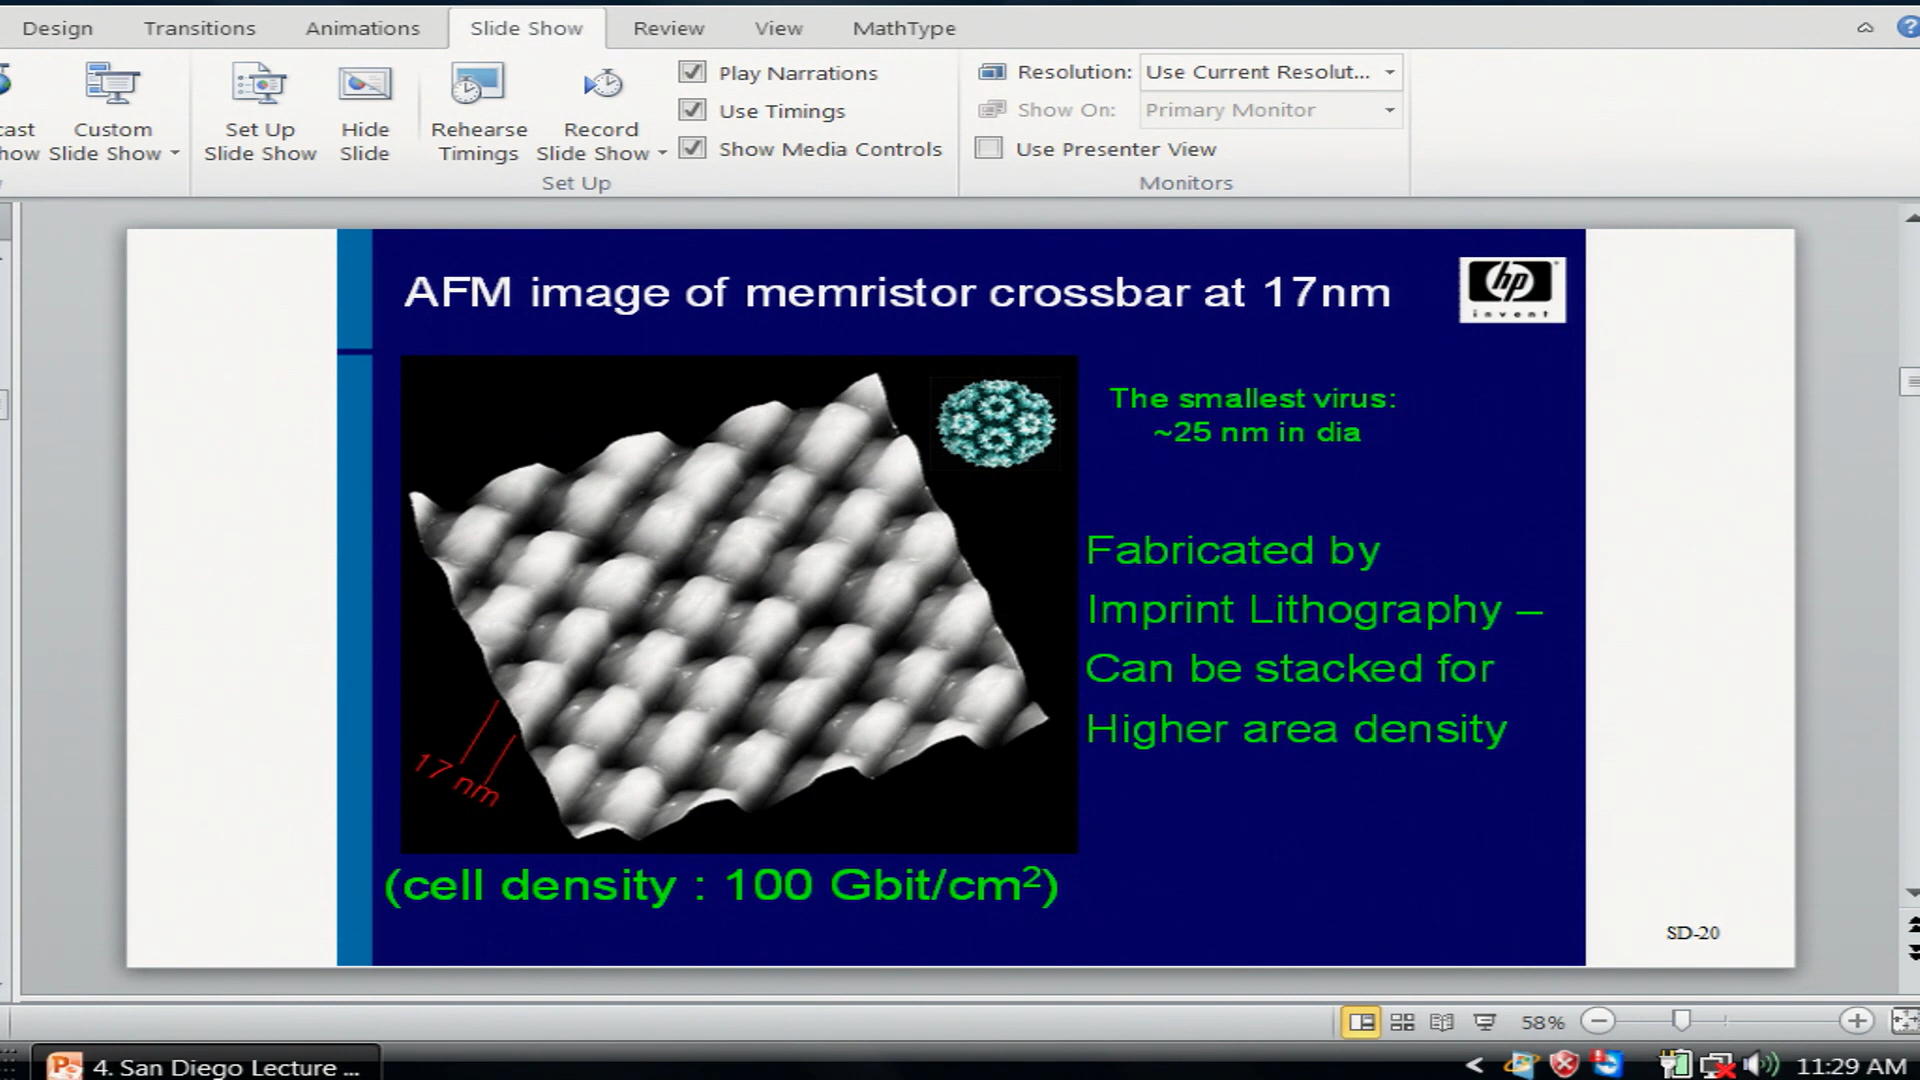 Design Transitions Animations Slide Show Review View MathType
Custom
Slide Show
Set Up
Slide Show
Hide
Slide
Rehearse
Timings
Record
Slide Show
Play Narrations
Use Timings
Show Media Controls
Set Up
Resolution: Use Current Resolut...
Show On: Primary Monitor
Use Presenter View
Monitors
AFM image of memristor crossbar at 17nm
hp
invent
The smallest virus:
~25 nm in dia
Fabricated by
Imprint Lithography –
Can be stacked for
Higher area density
17 nm
(cell density : 100 Gbit/cm²)
SD-20
58%
4. San Diego Lecture ...
11:29 AM